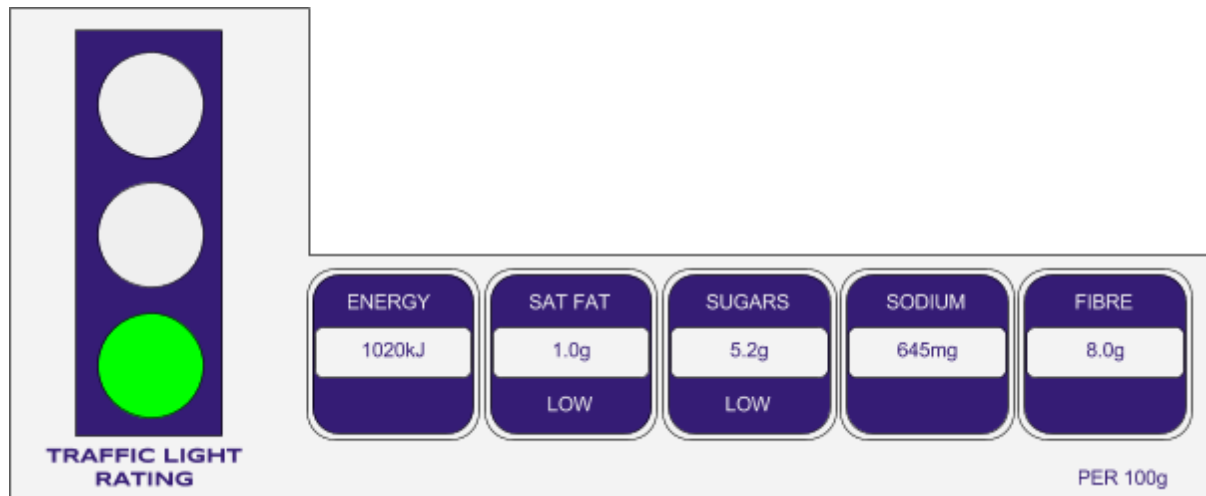 TRAFFIC LIGHT
RATING
ENERGY
1020kJ
SAT FAT
1.0g
LOW
SUGARS
5.2g
LOW
SODIUM
645mg
FIBRE
8.0g
PER 100g